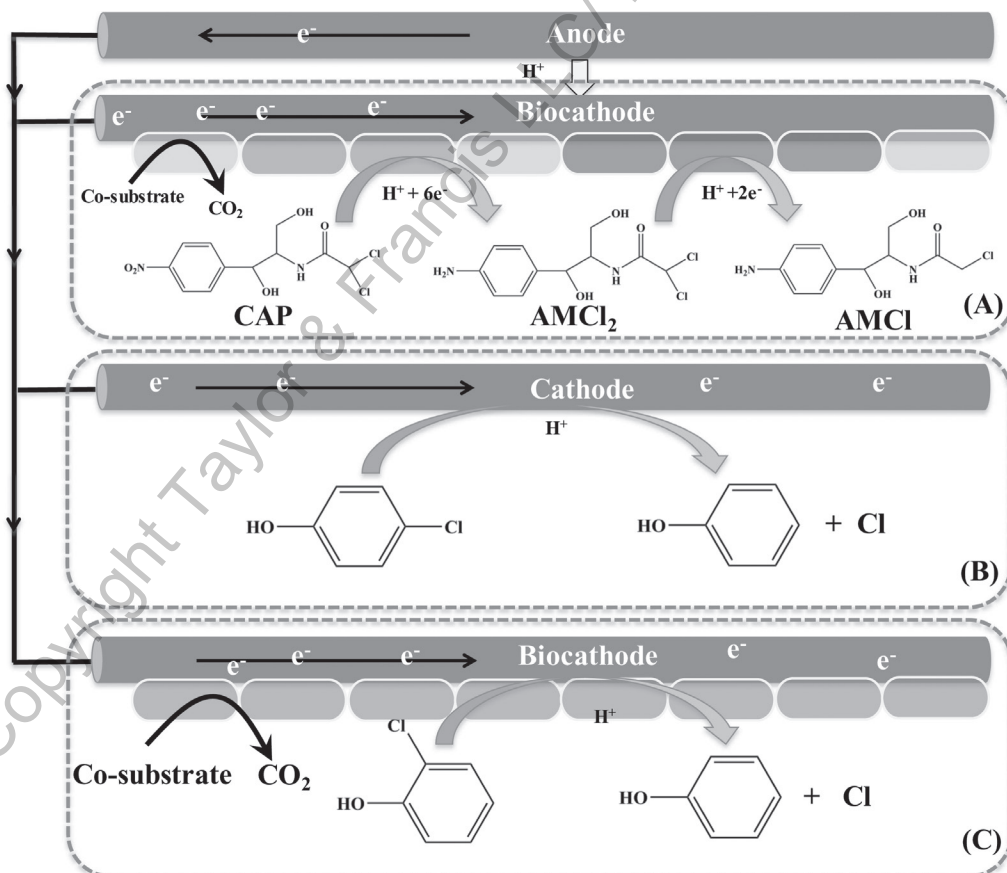 e⁻ Anode
H⁺
e⁻ e⁻ e⁻ e⁻ Biocathode
Co-substrate
CO₂
H⁺ + 6e⁻
H⁺ +2e⁻
O₂N
OH
OH
O
N
H
Cl
Cl
CAP
H₂N
OH
OH
O
N
H
Cl
Cl
AMCl₂
H₂N
OH
OH
O
N
H
Cl
AMCl
(A)
e⁻ e⁻ Cathode e⁻ e⁻
H⁺
HO Cl
HO + Cl
(B)
e⁻ e⁻ e⁻ Biocathode e⁻ e⁻
H⁺
Co-substrate CO₂
Cl
HO
HO + Cl
(C)
Copyright Taylor & Francis LLC/